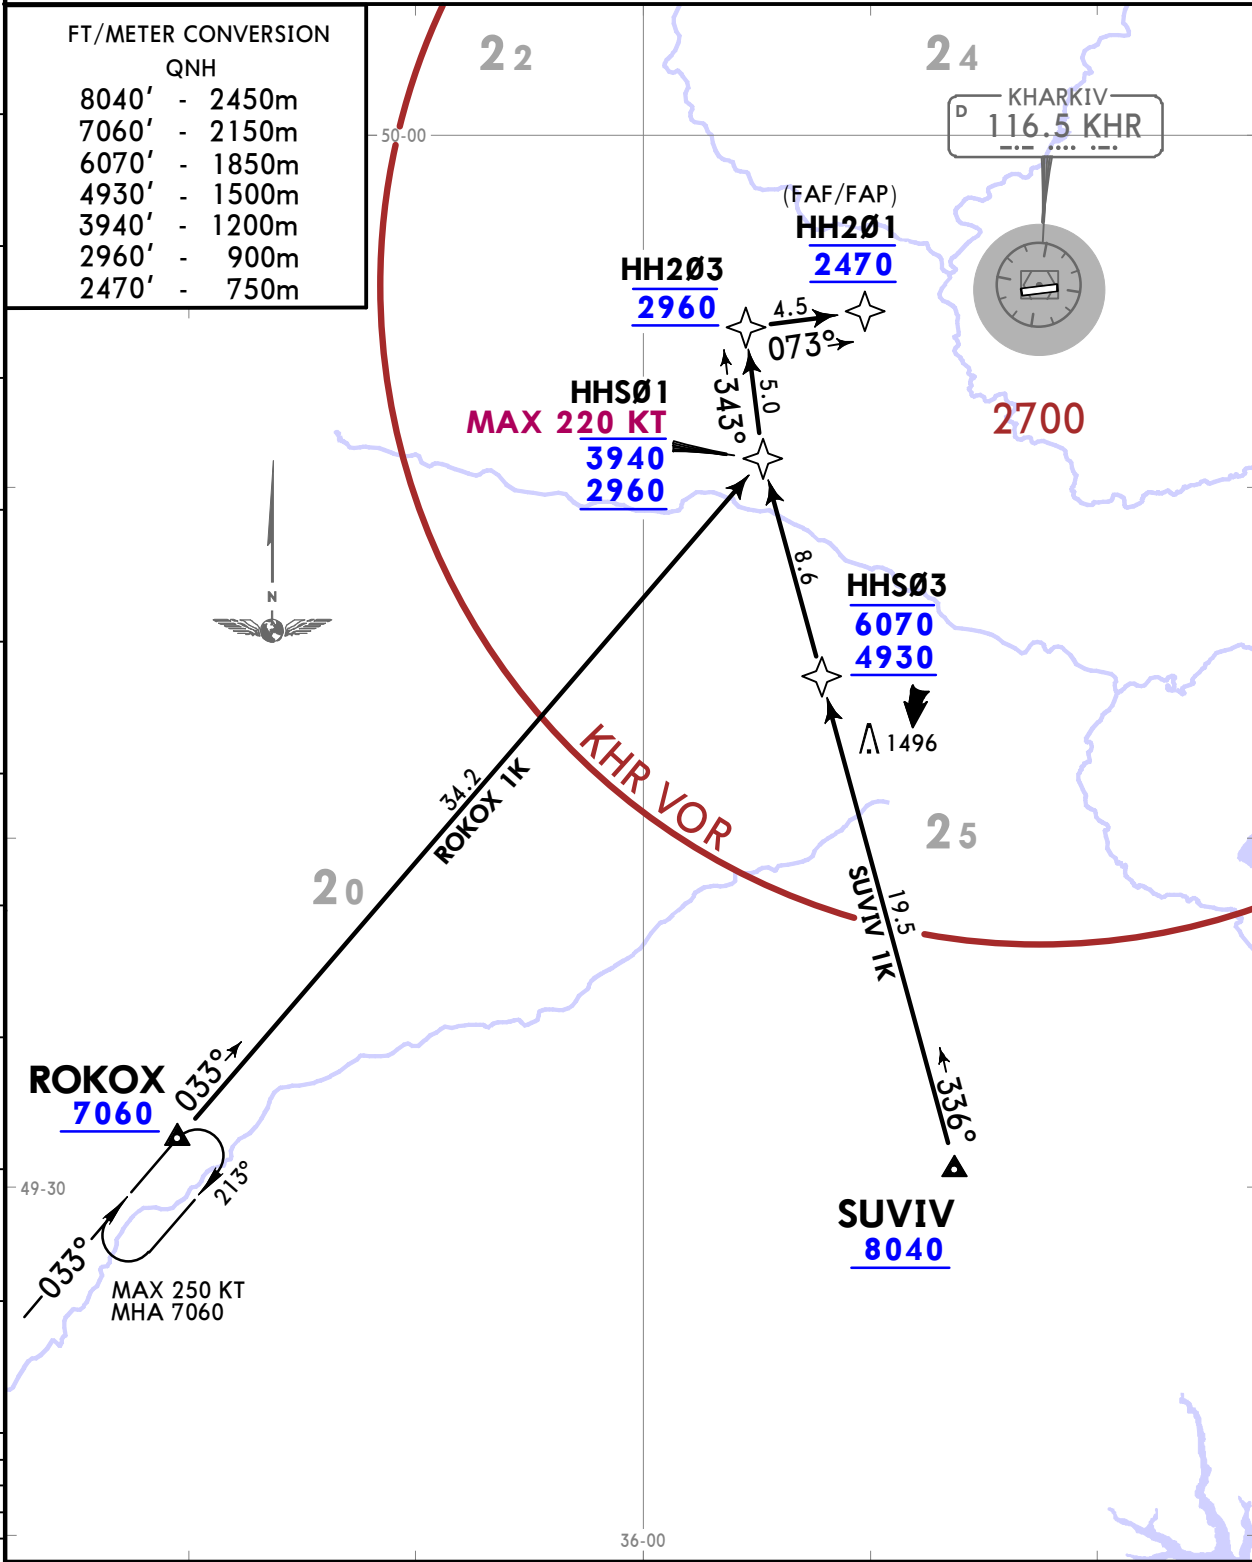 FT/METER CONVERSION
QNH
8040' - 2450m
7060' - 2150m
6070' - 1850m
4930' - 1500m
3940' - 1200m
2960' - 900m
2470' - 750m
22
24
KHARKIV
D 116.5 KHR
50-00
(FAF/FAP)
HH2Ø1
2470
HH2Ø3
2960
4.5
073°
343°
5.0
HHSØ1
MAX 220 KT
3940
2960
2700
8.6
HHSØ3
6070
4930
N
1496
KHR VOR
34.2
ROKOX 1K
25
20
SUVIV 1K
19.5
ROKOX
7060
033°
336°
213°
49-30
SUVIV
8040
033°
MAX 250 KT
MHA 7060
36-00